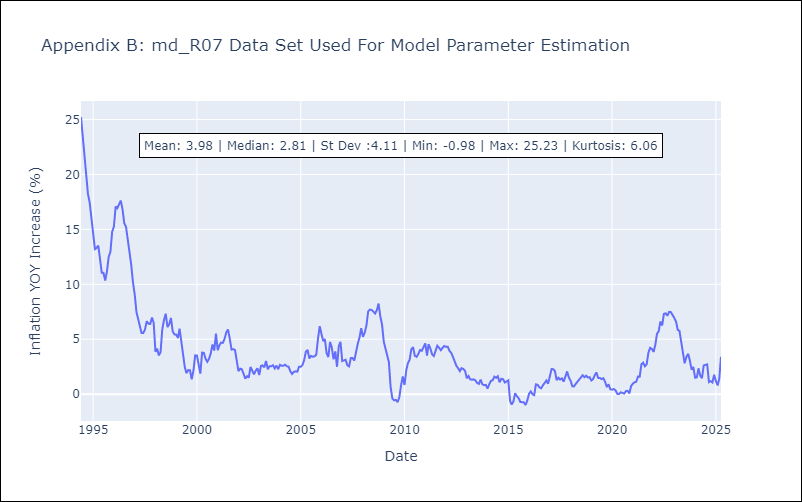 Appendix B: md_R07 Data Set Used For Model Parameter Estimation
Mean: 3.98 | Median: 2.81 | St Dev :4.11 | Min: -0.98 | Max: 25.23 | Kurtosis: 6.06
Inflation YOY Increase (%)
25
20
15
10
5
0
1995 2000 2005 2010 2015 2020 2025
Date